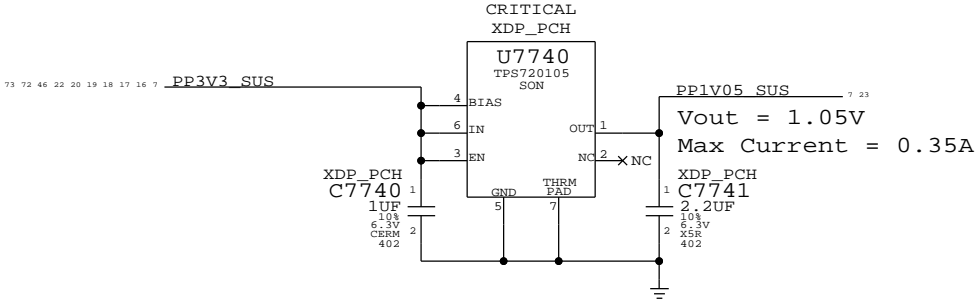 CRITICAL
XDP_PCH
U7740
TPS720105
SON
73 72 46 22 20 19 18 17 16 7 PP3V3_SUS
PP1V05_SUS 7 23
Vout = 1.05V
Max Current = 0.35A
4 BIAS
6 IN
OUT 1
3 EN
NC 2 NC
GND
5
THRM
PAD
7
XDP_PCH
C7740 1
1UF
10%
6.3V
CERM 2
402
XDP_PCH
1 C7741
2.2UF
10%
6.3V
2 X5R
402